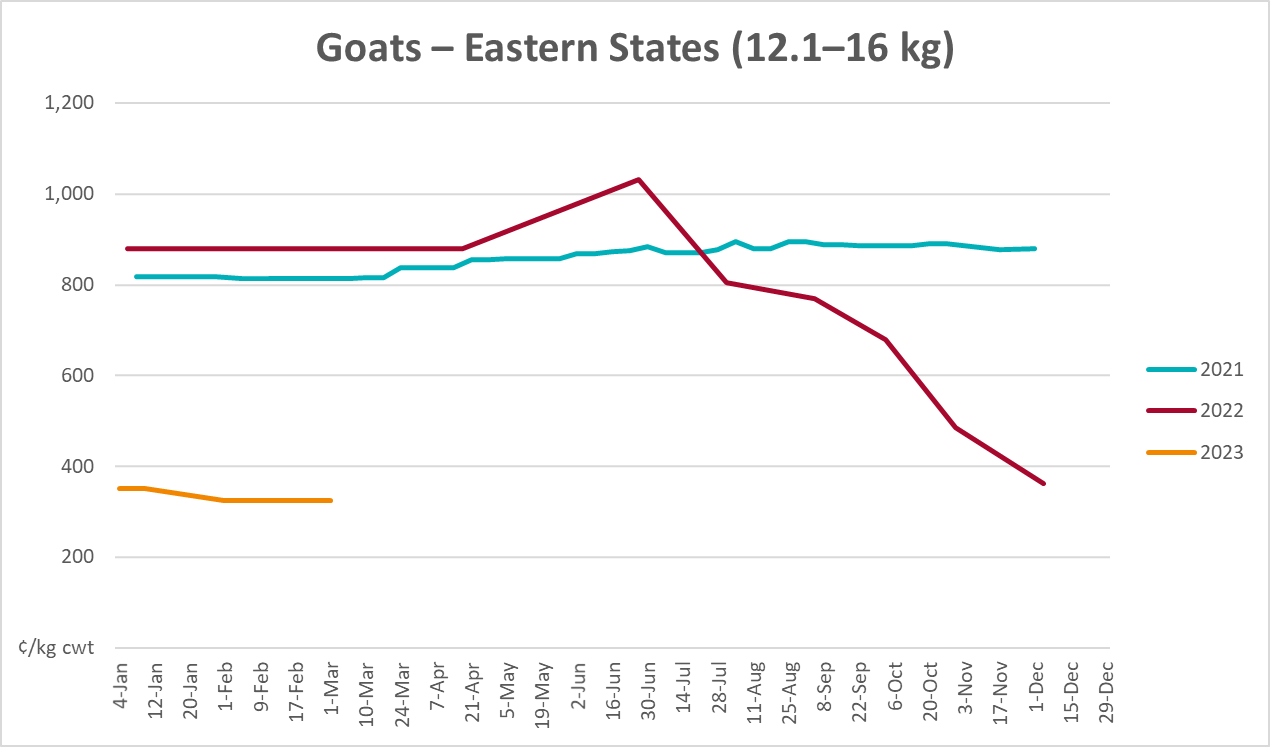 Goats – Eastern States (12.1–16 kg)
1,200
1,000
800
600
400
200
¢/kg cwt
4-Jan
12-Jan
20-Jan
1-Feb
9-Feb
17-Feb
1-Mar
10-Mar
24-Mar
7-Apr
21-Apr
5-May
19-May
2-Jun
16-Jun
30-Jun
14-Jul
28-Jul
11-Aug
25-Aug
8-Sep
22-Sep
6-Oct
20-Oct
3-Nov
17-Nov
1-Dec
15-Dec
29-Dec
2021
2022
2023